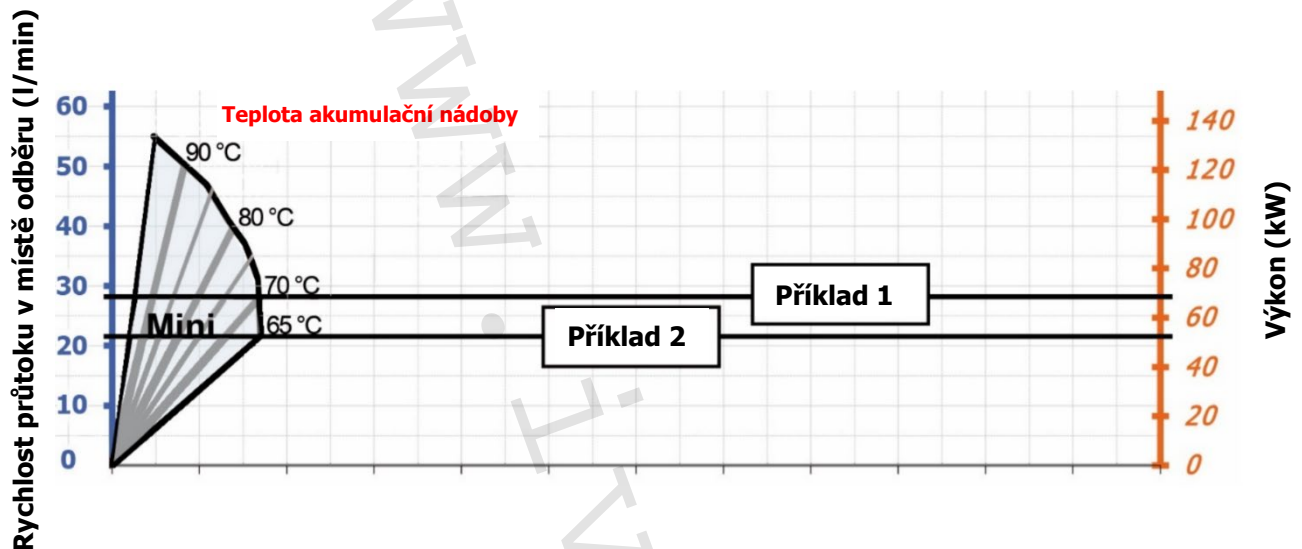 Rychlost průtoku v místě odběru (l/min)
60
50
40
30
20
10
0
Teplota akumulační nádoby
90 °C
80 °C
70 °C
65 °C
Mini
Příklad 1
Příklad 2
140
120
100
80
60
40
20
0
Výkon (kW)